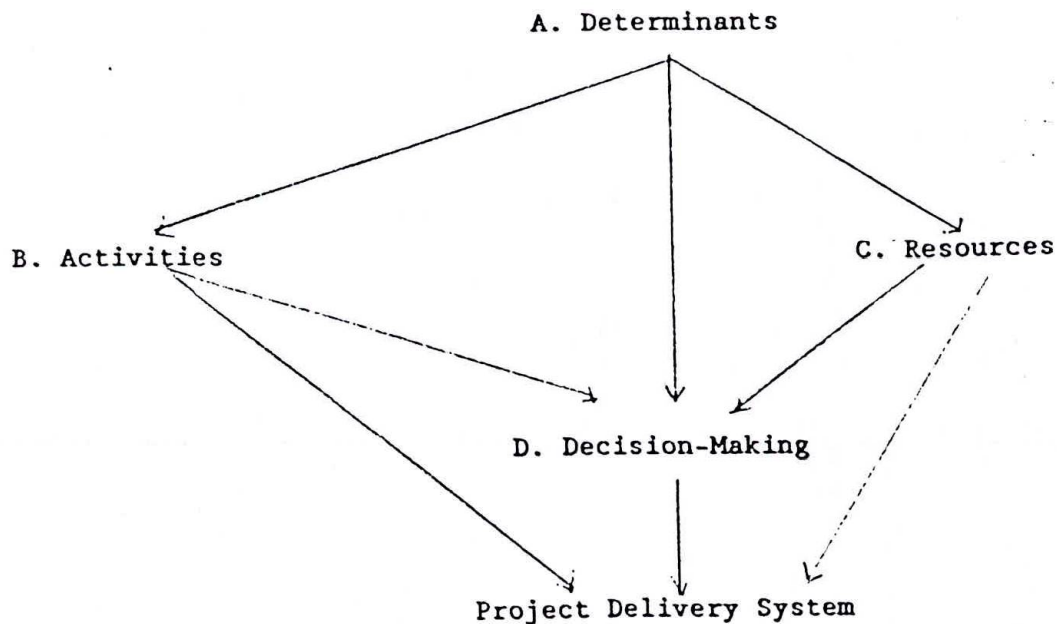 A. Determinants
B. Activities
C. Resources
D. Decision-Making
Project Delivery System